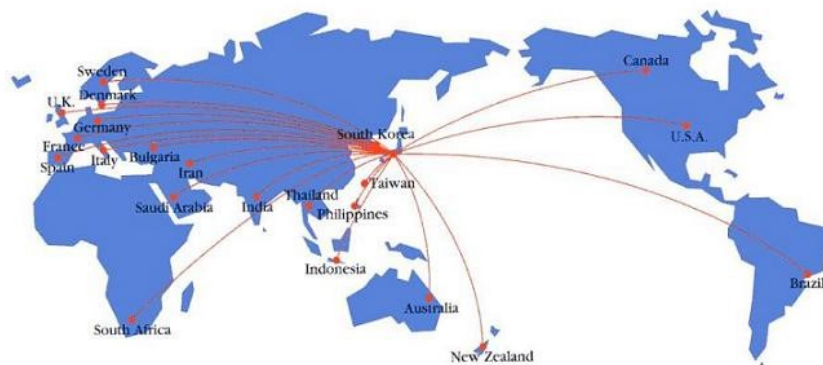 Sweden
Canada
Denmark
U.K.
Germany
South Korea
U.S.A.
France
Bulgaria
Italy
Spain
Iran
Taiwan
Saudi Arabia
India
Thailand
Philippines
Indonesia
Brazil
Australia
South Africa
New Zealand